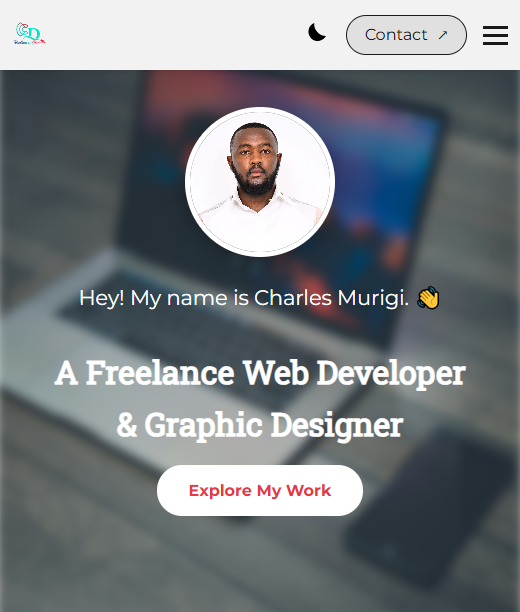 Contact ↗
Hey! My name is Charles Murigi. 👋
A Freelance Web Developer
& Graphic Designer
Explore My Work